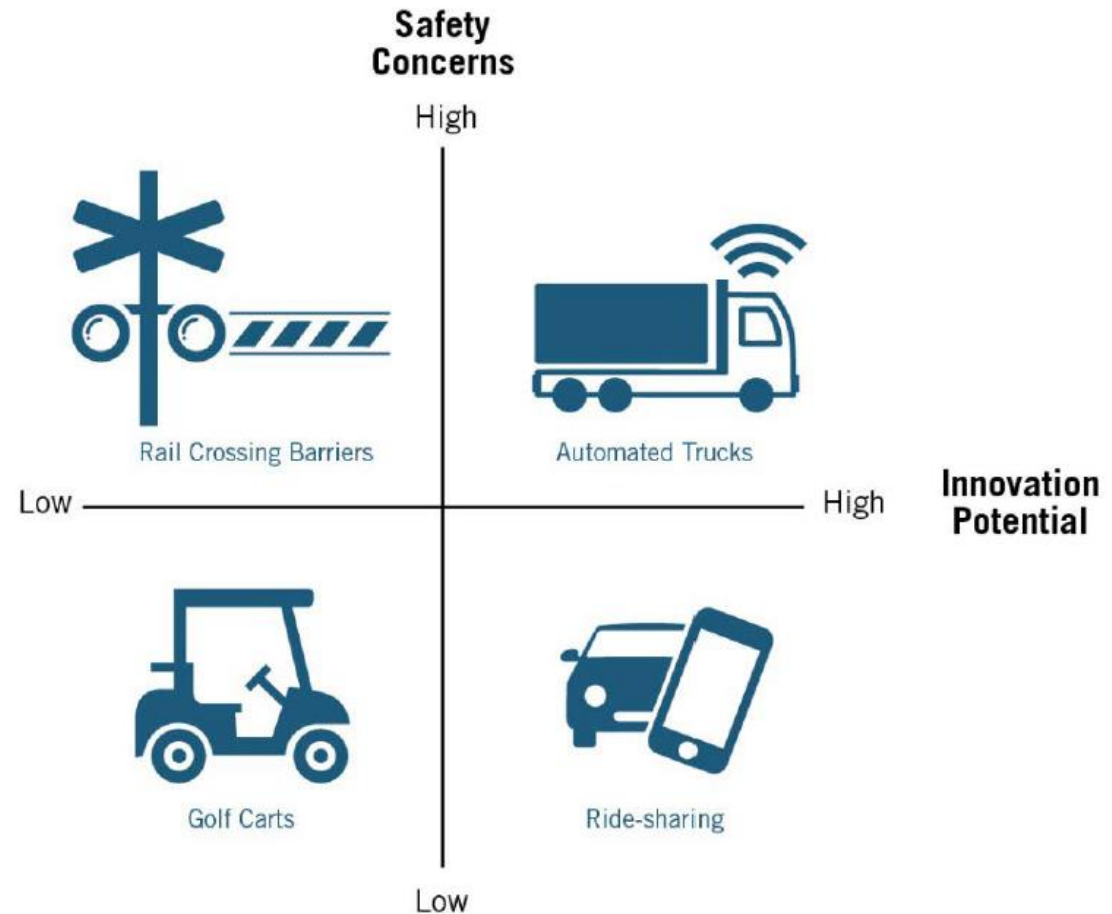 Safety
Concerns
High
Rail Crossing Barriers
Automated Trucks
Low
High
Innovation
Potential
Golf Carts
Ride-sharing
Low